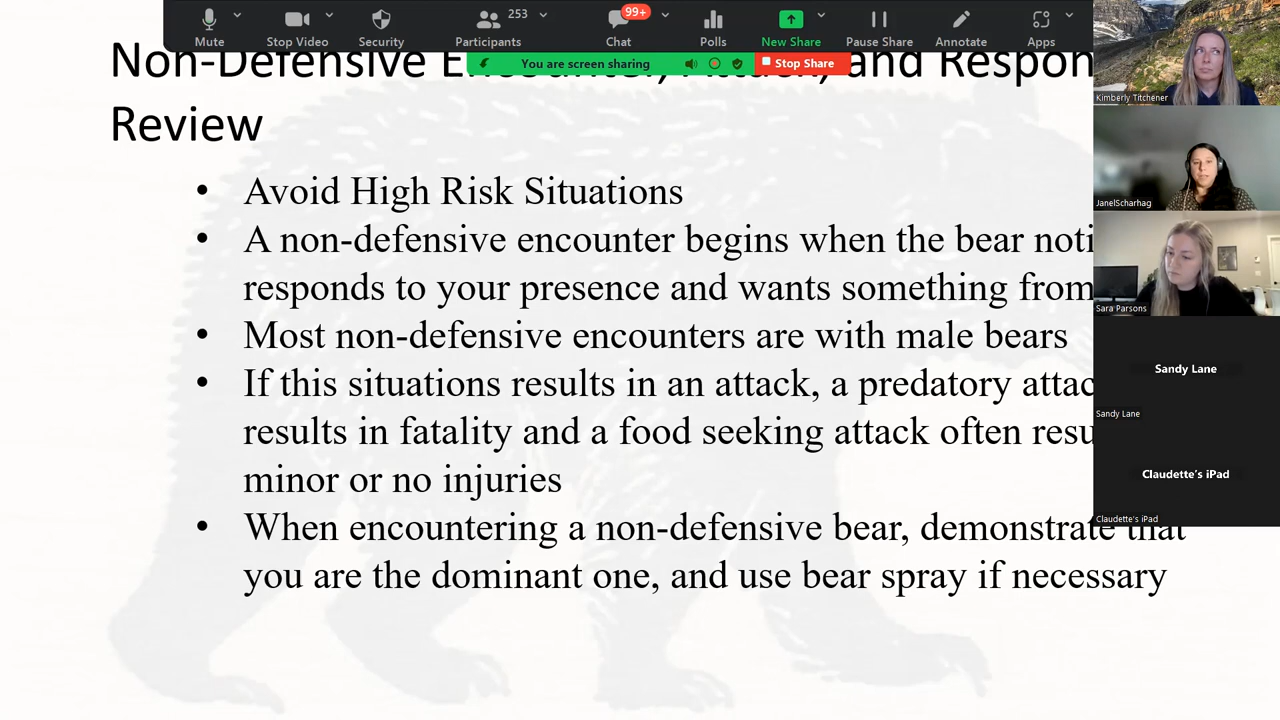 253
99+
Mute
Stop Video
Security
Participants
Chat
Polls
New Share
Pause Share
Annotate
Apps
You are screen sharing
Stop Share
Non-Defensive and
Review
• Avoid High Risk Situations
• A non-defensive encounter begins when the bear
responds to your presence and wants something from
• Most non-defensive encounters are with male bears
• If this situations results in an attack, a predatory
results in fatality and a food seeking attack often
minor or no injuries
• When encountering a non-defensive bear, demonstrate that
you are the dominant one, and use bear spray if necessary
Kimberly Titchener
JanelScharhag
Sara Parsons
Sandy Lane
Sandy Lane
Claudette's iPad
Claudette's iPad